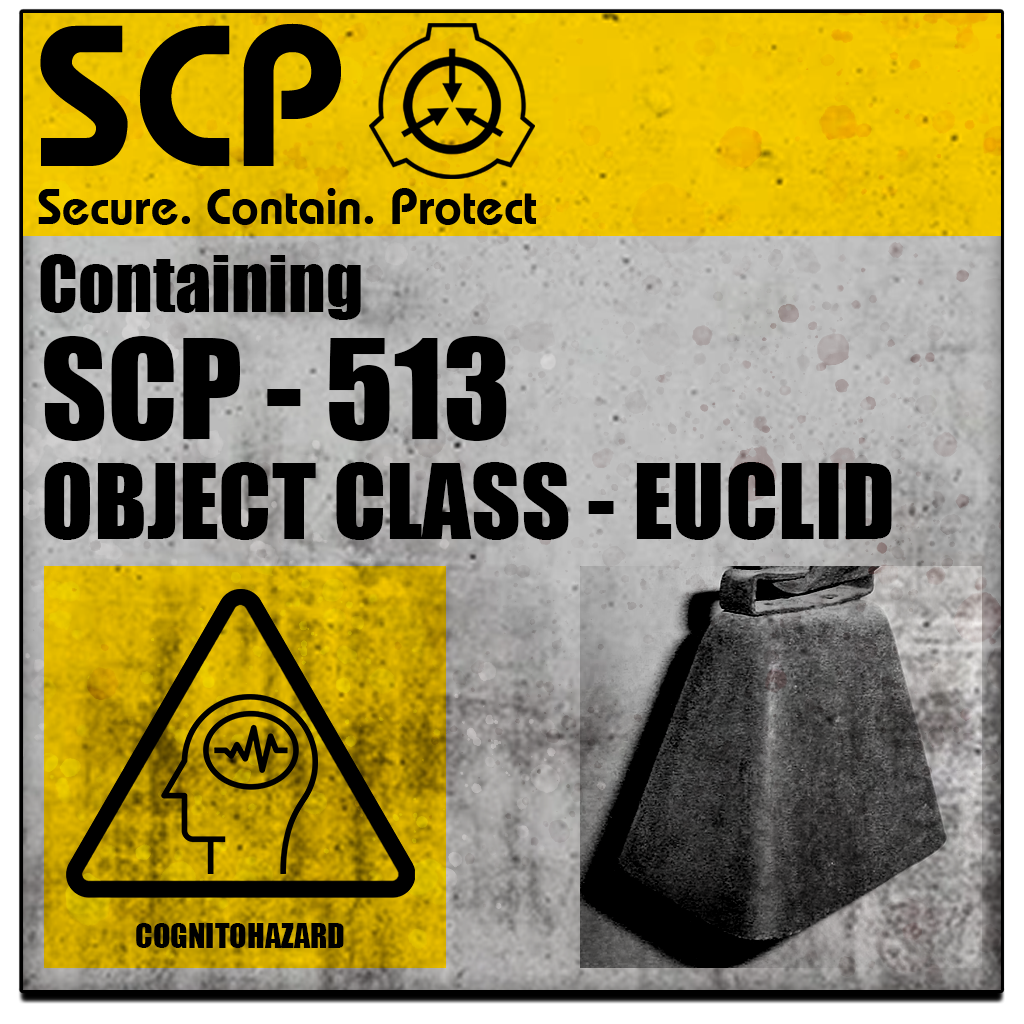 SCP
Secure. Contain. Protect
Containing
SCP - 513
OBJECT CLASS - EUCLID
COGNITOHAZARD